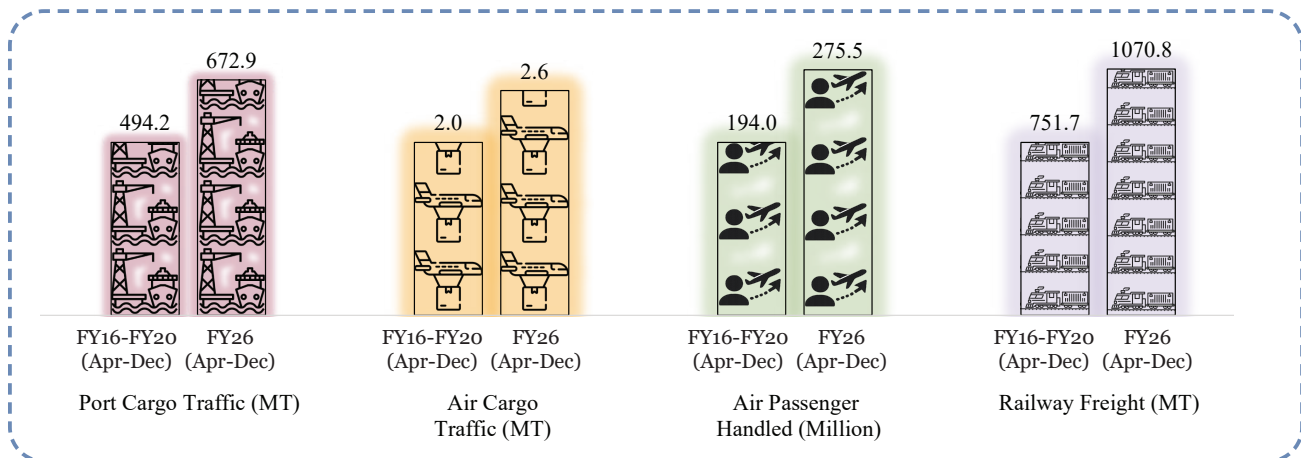 494.2
672.9
FY16-FY20
(Apr-Dec)
FY26
(Apr-Dec)
Port Cargo Traffic (MT)
2.0
2.6
FY16-FY20
(Apr-Dec)
FY26
(Apr-Dec)
Air Cargo
Traffic (MT)
194.0
275.5
FY16-FY20
(Apr-Dec)
FY26
(Apr-Dec)
Air Passenger
Handled (Million)
751.7
1070.8
FY16-FY20
(Apr-Dec)
FY26
(Apr-Dec)
Railway Freight (MT)